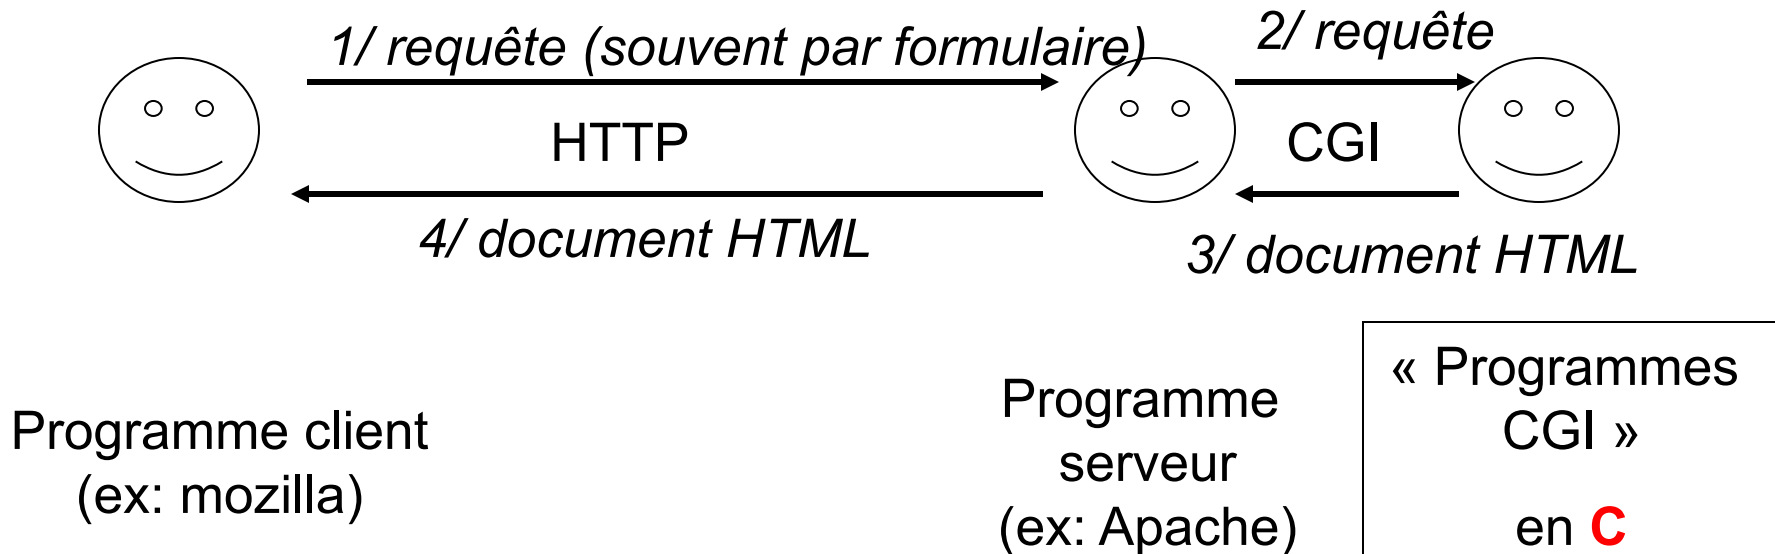 1/ requête (souvent par formulaire)
2/ requête
HTTP
CGI
4/ document HTML
3/ document HTML
Programme client
(ex: mozilla)
Programme
serveur
(ex: Apache)
« Programmes
CGI »
en C